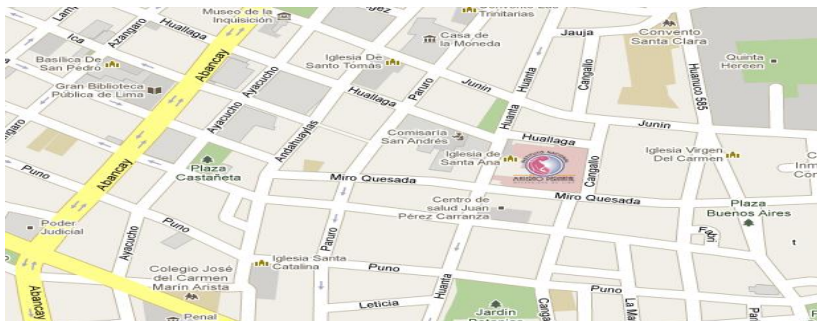 Museo de la
Inquisición
Trinitarias
Huallaga
Azangaro
Ica
Basílica De
San Pedro
Gran Biblioteca
Pública de Lima
Abancay
Ayacucho
Iglesia De
Santo Tomás
Casa de
la Moneda
Jauja
Convento
Santa Clara
Quinta
Heeren
Huanuco 585
Cangallo
Huanta
Paruro
Junin
Huallaga
Ayacucho
Andahuaylas
Comisaría
San Andrés
Huanta
Huallaga
Junin
Iglesia de
Santa Ana
Cangallo
Iglesia Virgen
Del Carmen
Puno
Abancay
Plaza
Castañeta
Miro Quesada
Miro Quesada
Centro de
salud Juan
Pérez Carranza
Plaza
Buenos Aires
Poder
Judicial
Ayacucho
Puno
Paruro
Iglesia Santa
Catalina
Colegio José
del Carmen
Marín Arista
Puno
Huanta
Puno
Abancay
Penal
Leticia
Jardín